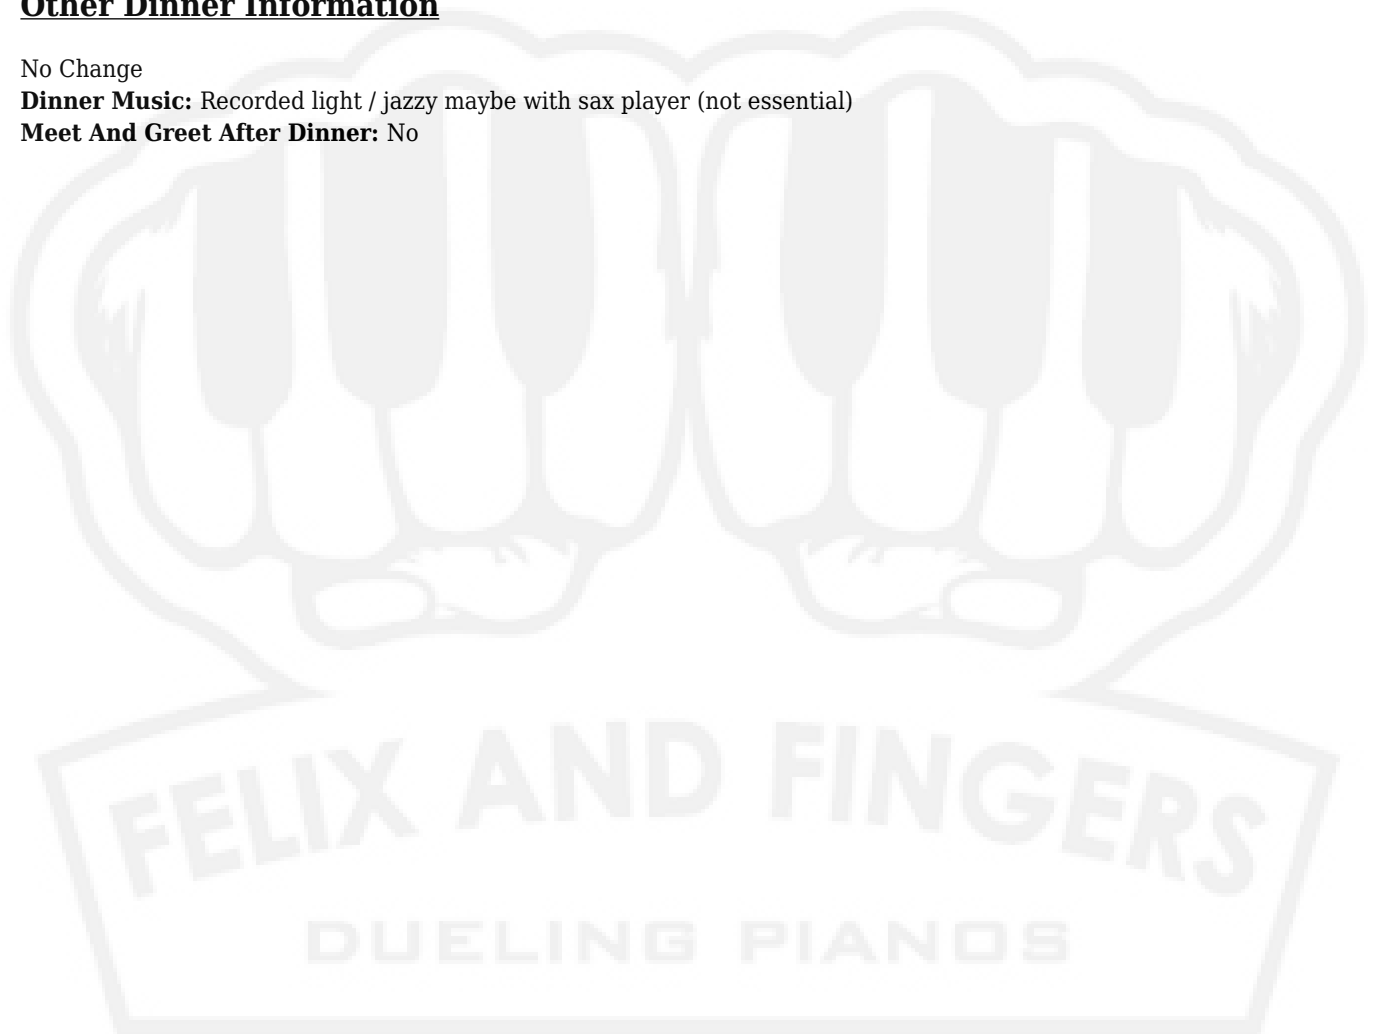 Other Dinner Information
No Change
Dinner Music: Recorded light / jazzy maybe with sax player (not essential)
Meet And Greet After Dinner: No
FELIX AND FINGERS
DUELING PIANOS